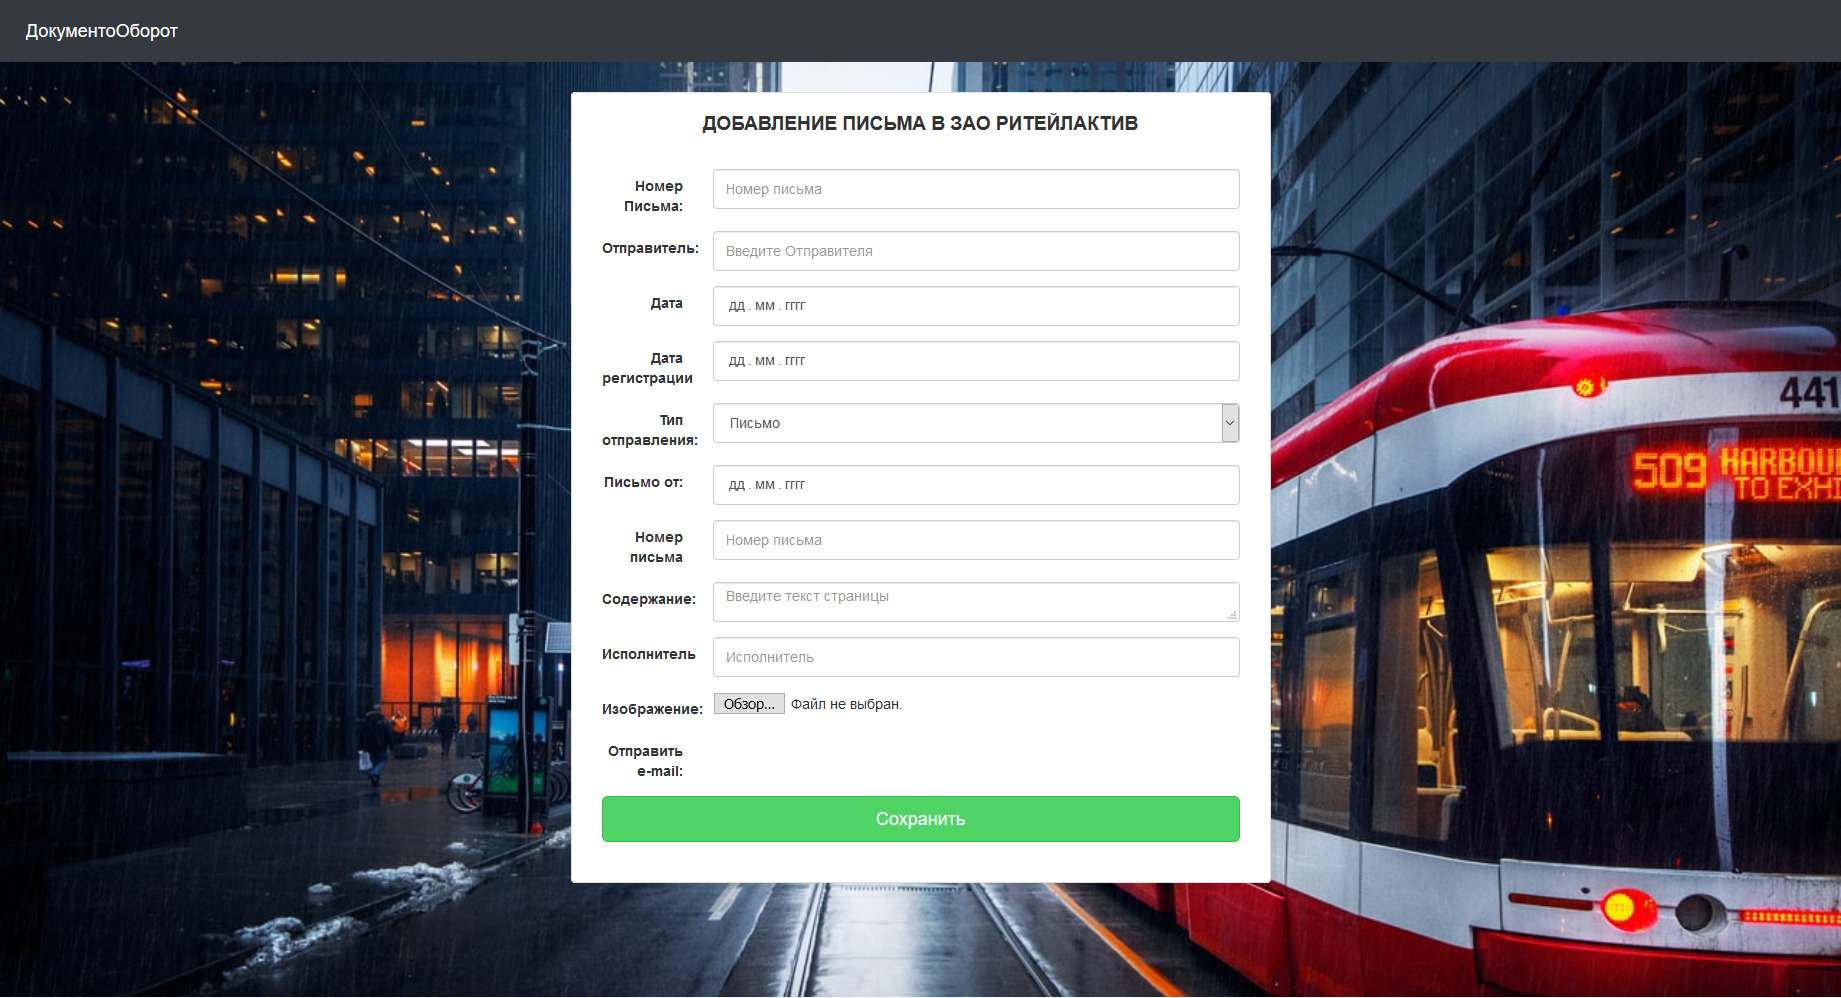 ДокументоОборот
ДОБАВЛЕНИЕ ПИСЬМА В ЗАО РИТЕЙЛАКТИВ
Номер
Письма:
Номер письма
Отправитель:
Введите Отправителя
Дата
дд . мм . гггг
Дата
регистрации
дд . мм . гггг
Тип
отправления:
Письмо
Письмо от:
дд . мм . гггг
Номер
письма
Номер письма
Содержание:
Введите текст страницы
Исполнитель
Исполнитель
Изображение:
Обзор...
Файл не выбран.
Отправить
e-mail:
Сохранить
441
509 HARBOU
TO EXHI